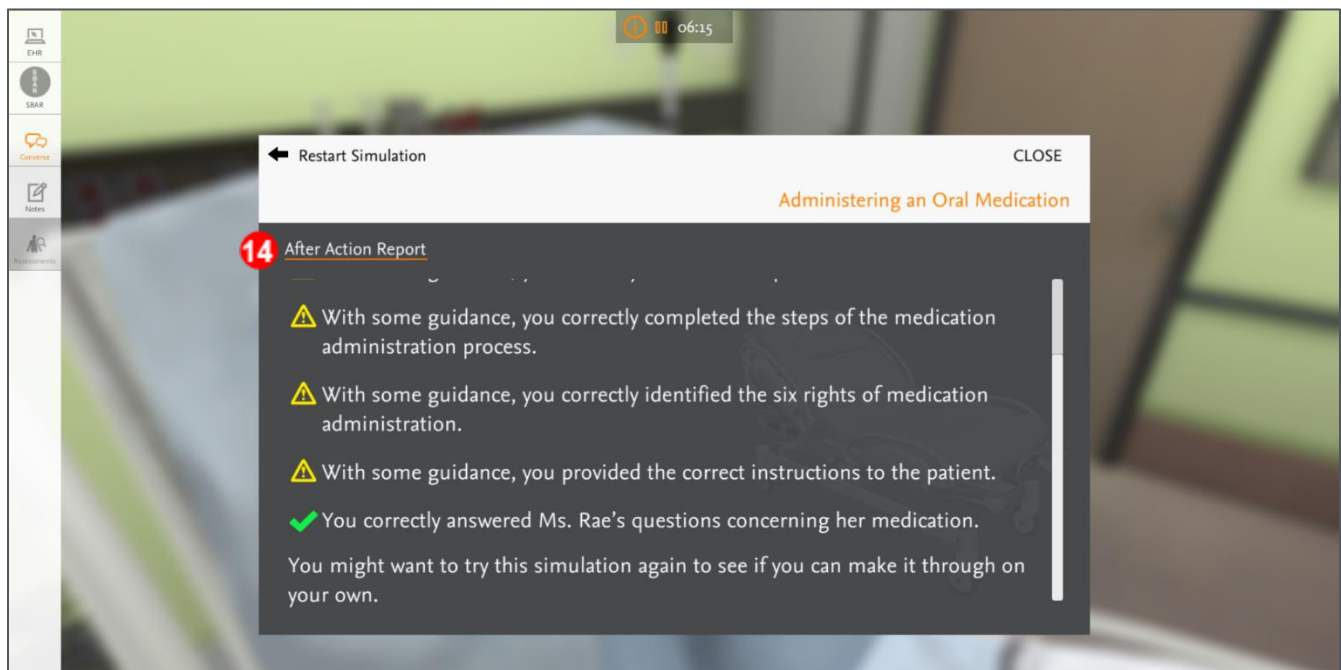 06:15
EHR
SBAR
SBAR
Converse
Notes
Assessments
Restart Simulation
CLOSE
Administering an Oral Medication
14
After Action Report
With some guidance, you correctly completed the steps of the medication
administration process.
With some guidance, you correctly identified the six rights of medication
administration.
With some guidance, you provided the correct instructions to the patient.
You correctly answered Ms. Rae's questions concerning her medication.
You might want to try this simulation again to see if you can make it through on
your own.